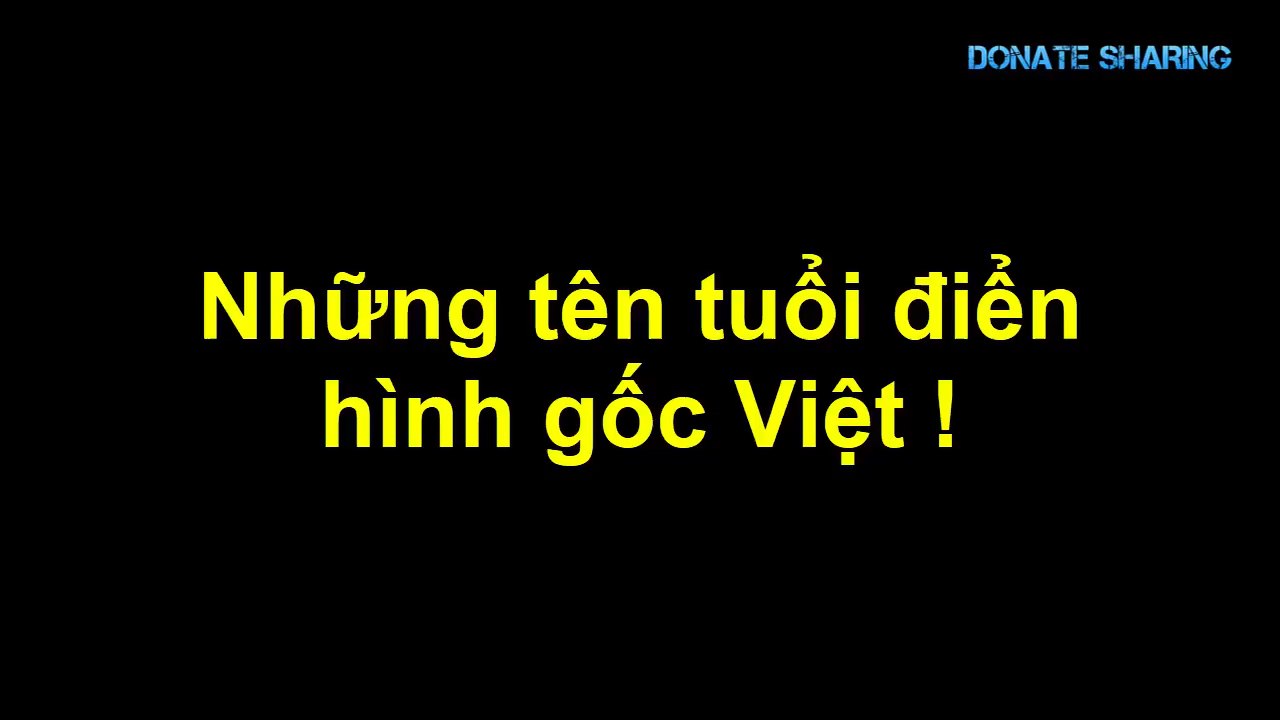 DONATE SHARING
Những tên tuổi điển
hình gốc Việt !